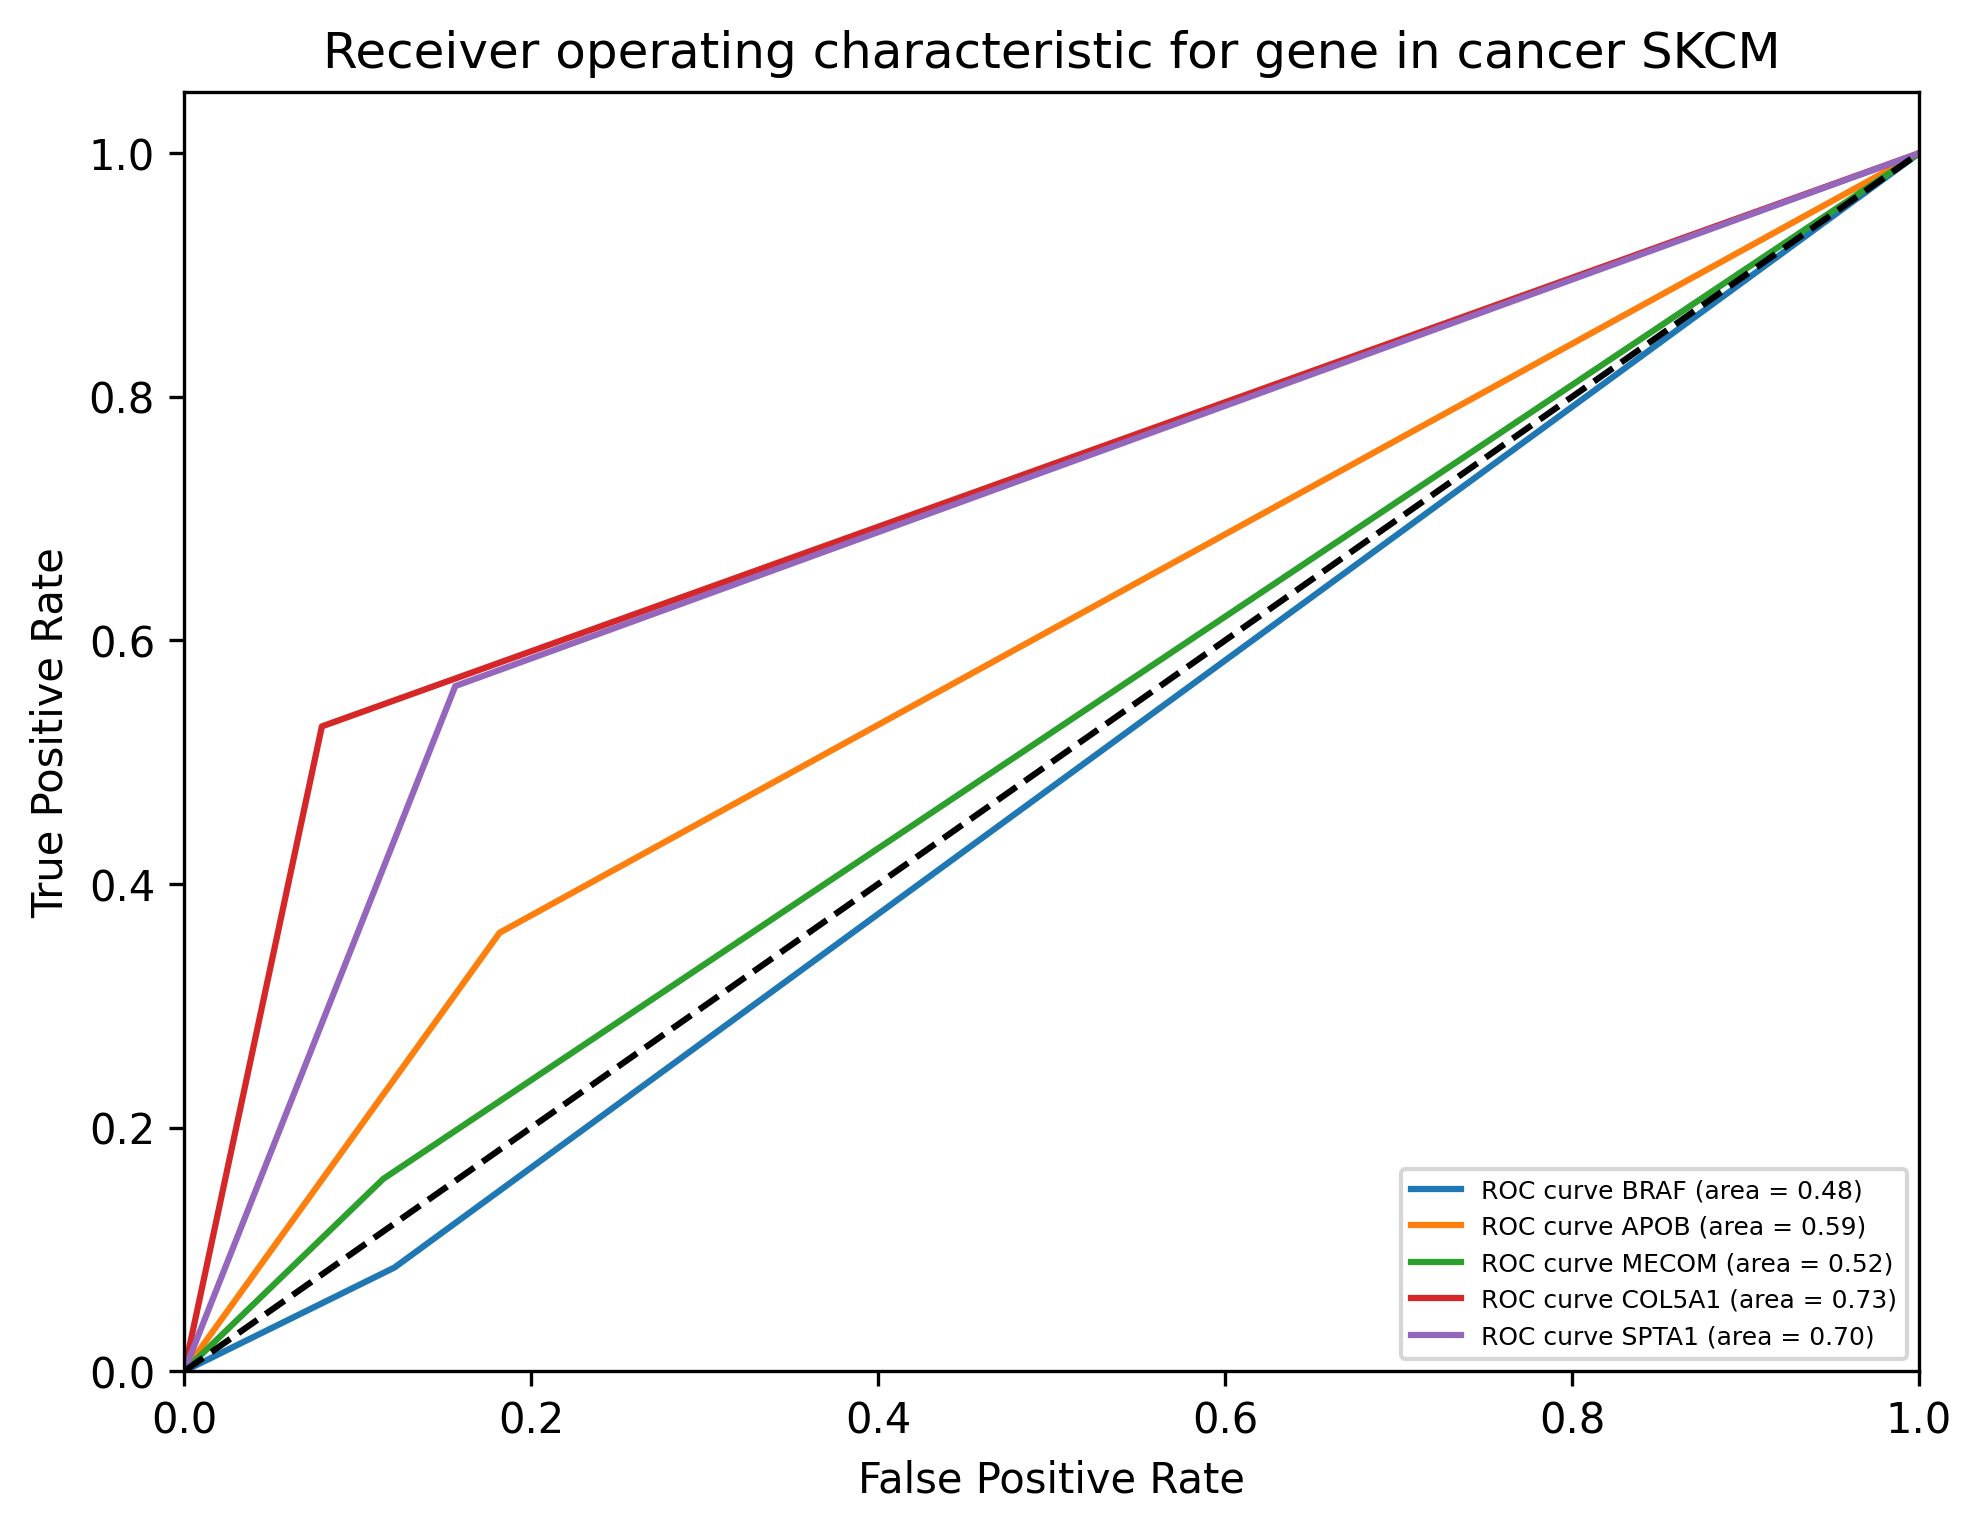 Receiver operating characteristic for gene in cancer SKCM
1.0
0.8
0.6
0.4
0.2
0.0
True Positive Rate
ROC curve BRAF (area = 0.48)
ROC curve APOB (area = 0.59)
ROC curve MECOM (area = 0.52)
ROC curve COL5A1 (area = 0.73)
ROC curve SPTA1 (area = 0.70)
0.0 0.2 0.4 0.6 0.8 1.0
False Positive Rate